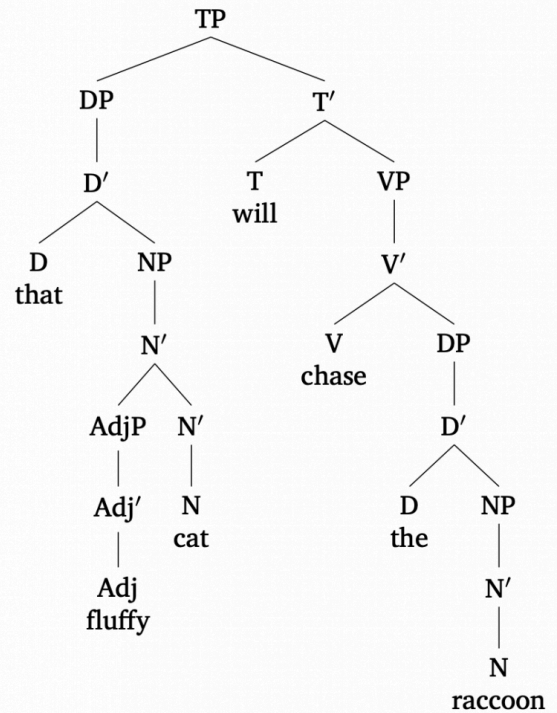 TP
DP T′
D′ T VP
will
D NP V′
that
N′ V DP
chase
AdjP N′ D′
Adj′ N D NP
cat the
Adj N′
fluffy
N
raccoon